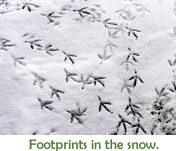 Footprints in the snow.